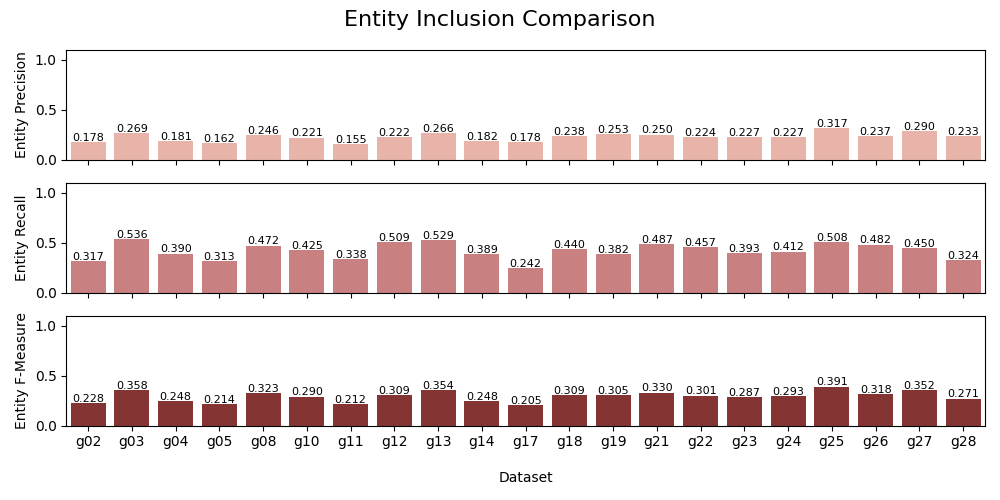 Entity Inclusion Comparison
Entity Precision
1.0
0.5
0.0
0.178 0.269 0.181 0.162 0.246 0.221 0.155 0.222 0.266 0.182 0.178 0.238 0.253 0.250 0.224 0.227 0.227 0.317 0.237 0.290 0.233
Entity Recall
1.0
0.5
0.0
0.317 0.536 0.390 0.313 0.472 0.425 0.338 0.509 0.529 0.389 0.242 0.440 0.382 0.487 0.457 0.393 0.412 0.508 0.482 0.450 0.324
Entity F-Measure
1.0
0.5
0.0
0.228 0.358 0.248 0.214 0.323 0.290 0.212 0.309 0.354 0.248 0.205 0.309 0.305 0.330 0.301 0.287 0.293 0.391 0.318 0.352 0.271
g02 g03 g04 g05 g08 g10 g11 g12 g13 g14 g17 g18 g19 g21 g22 g23 g24 g25 g26 g27 g28
Dataset